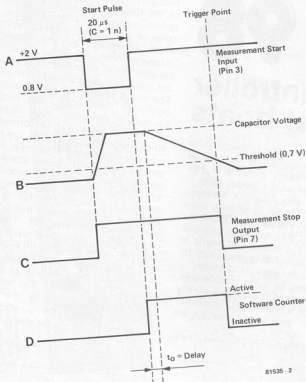 Start Pulse
20 µs
(C = 1 n)
Trigger Point
A
+2 V
0.8 V
Measurement Start
Input
(Pin 3)
Capacitor Voltage
Threshold (0,7 V)
B
Measurement Stop
Output
(Pin 7)
C
Active
Software Counter
Inactive
D
t₀ = Delay
81535 - 2